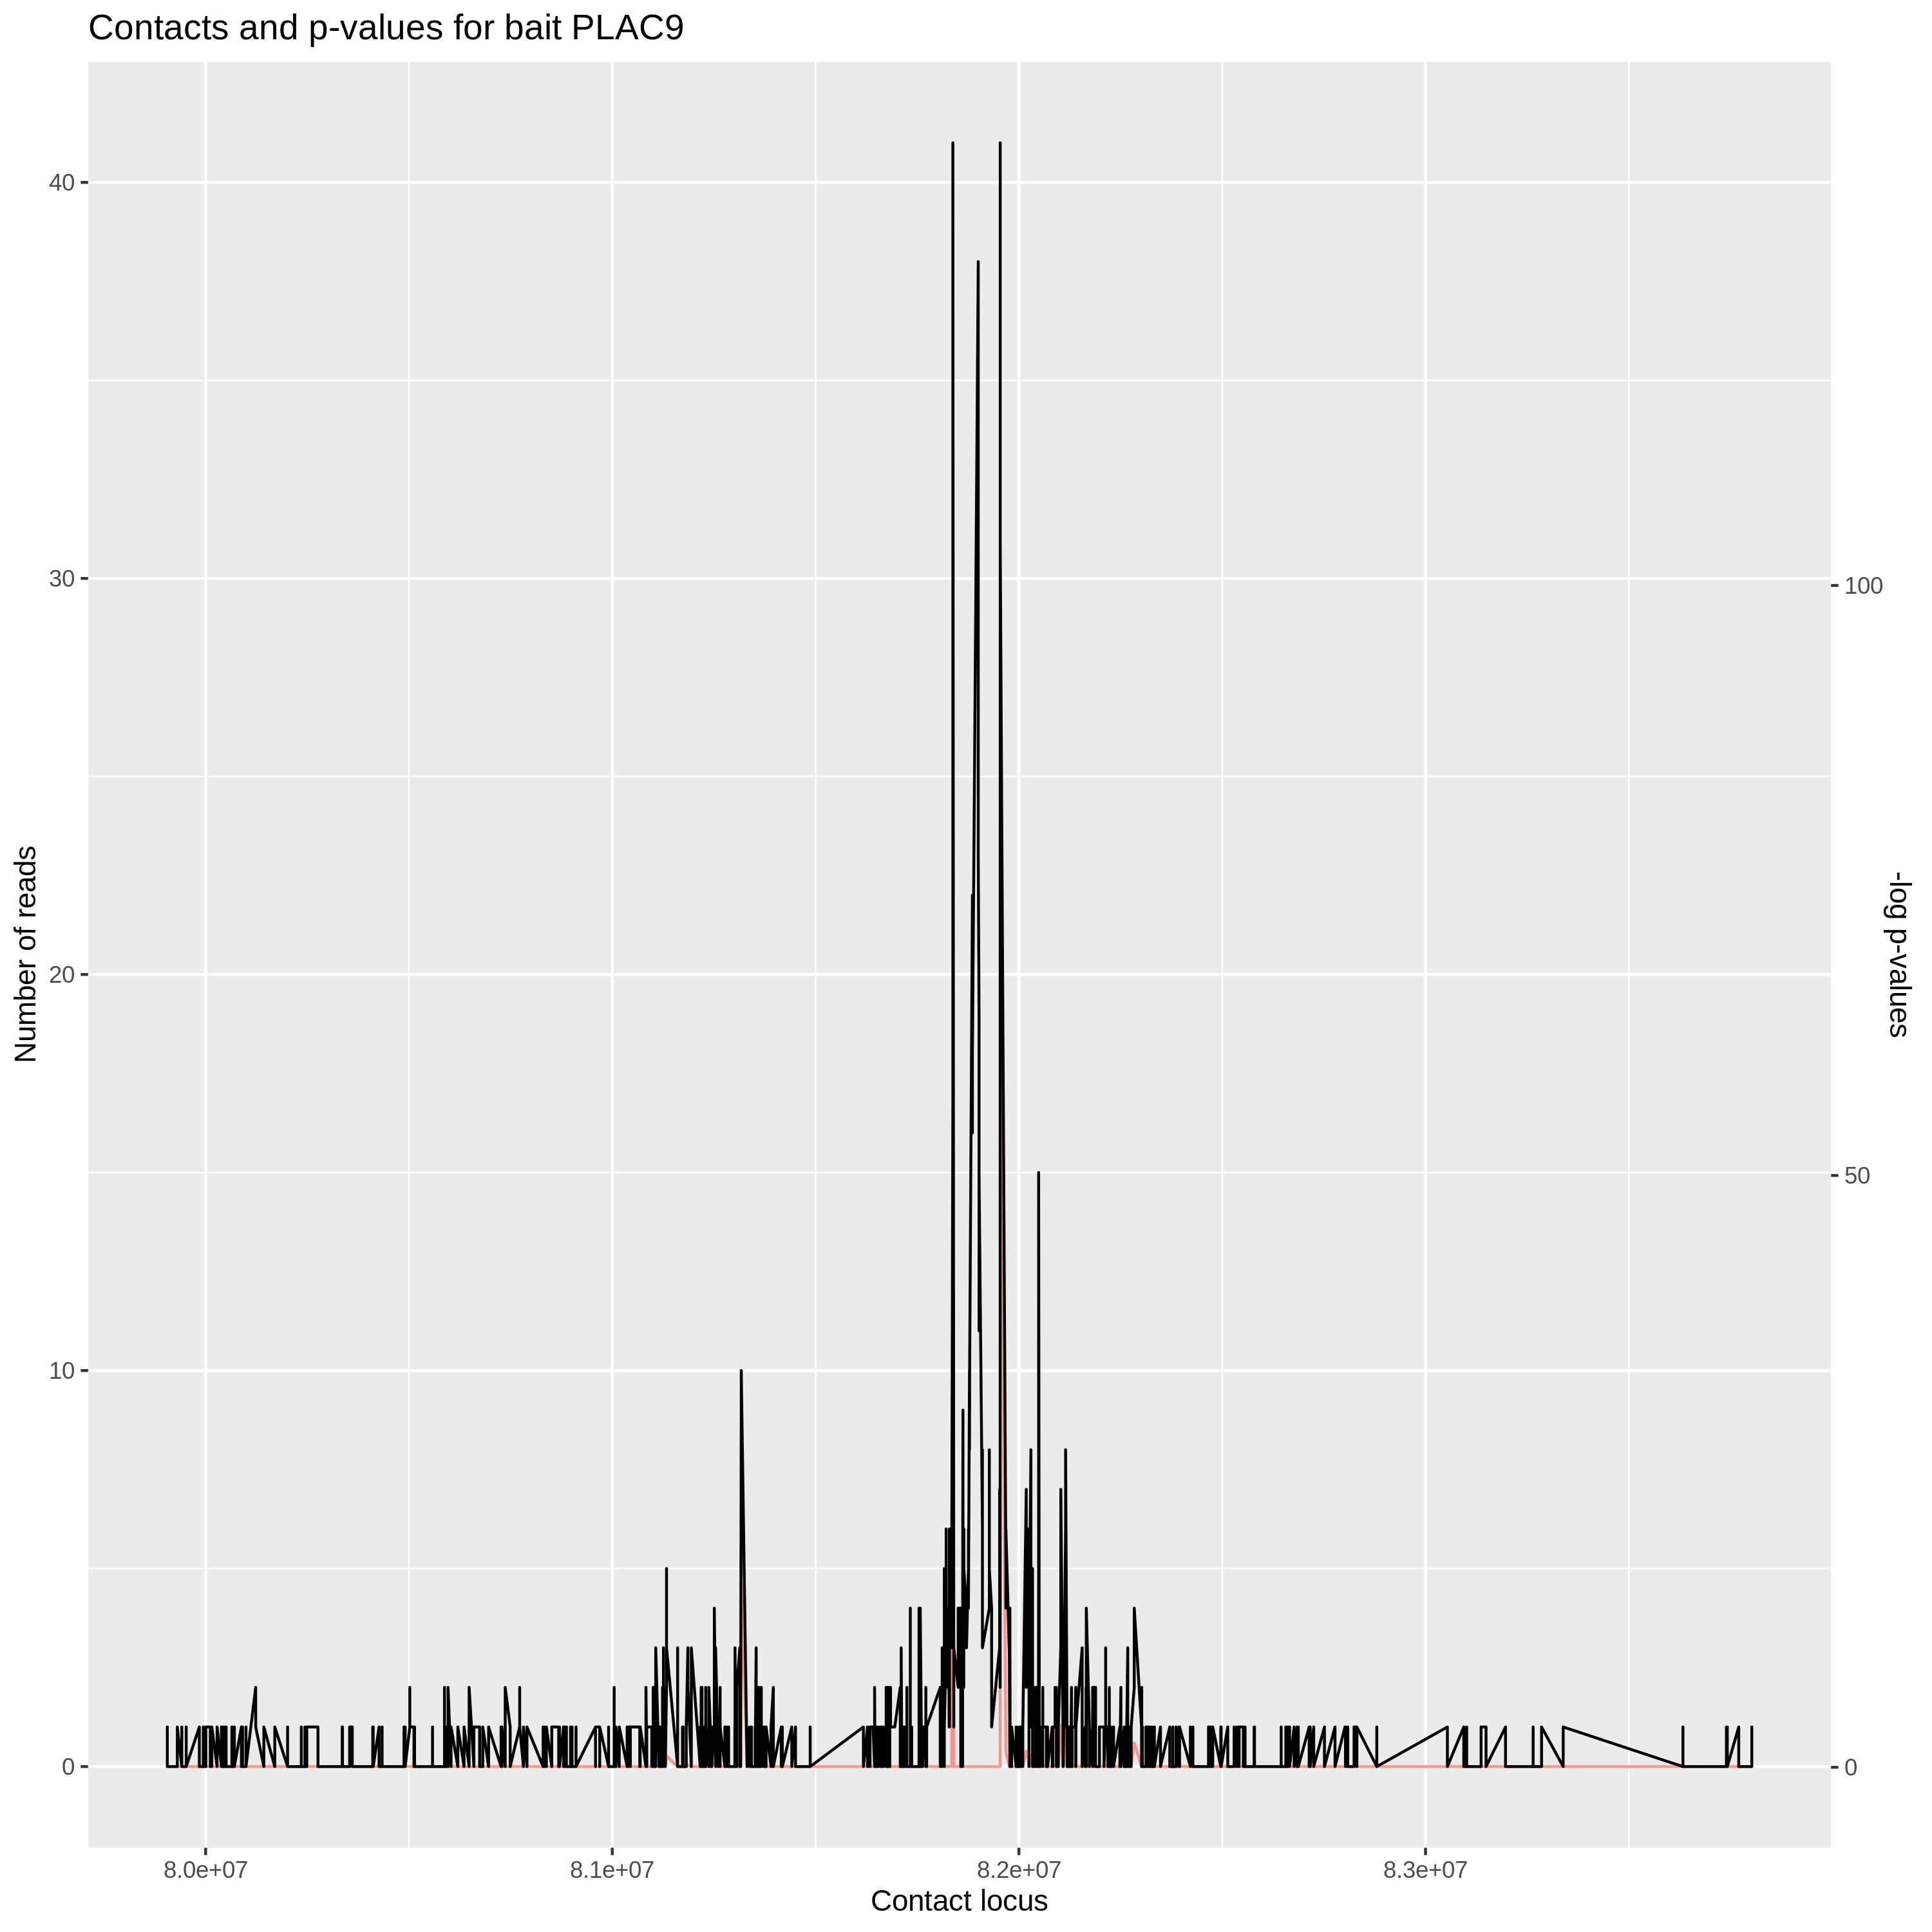 Contacts and p-values for bait PLAC9
40
30
20
10
0
Number of reads
100
50
0
-log p-values
8.0e+07
8.1e+07
8.2e+07
8.3e+07
Contact locus